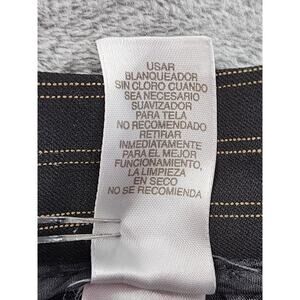 USAR
BLANQUEADOR
SIN CLORO CUANDO
SEA NECESARIO
SUAVIZADOR
PARA TELA
NO RECOMENDADO
RETIRAR
INMEDIATAMENTE
PARA EL MEJOR
FUNCIONAMIENTO,
LA LIMPIEZA
EN SECO
NO SE RECOMIENDA